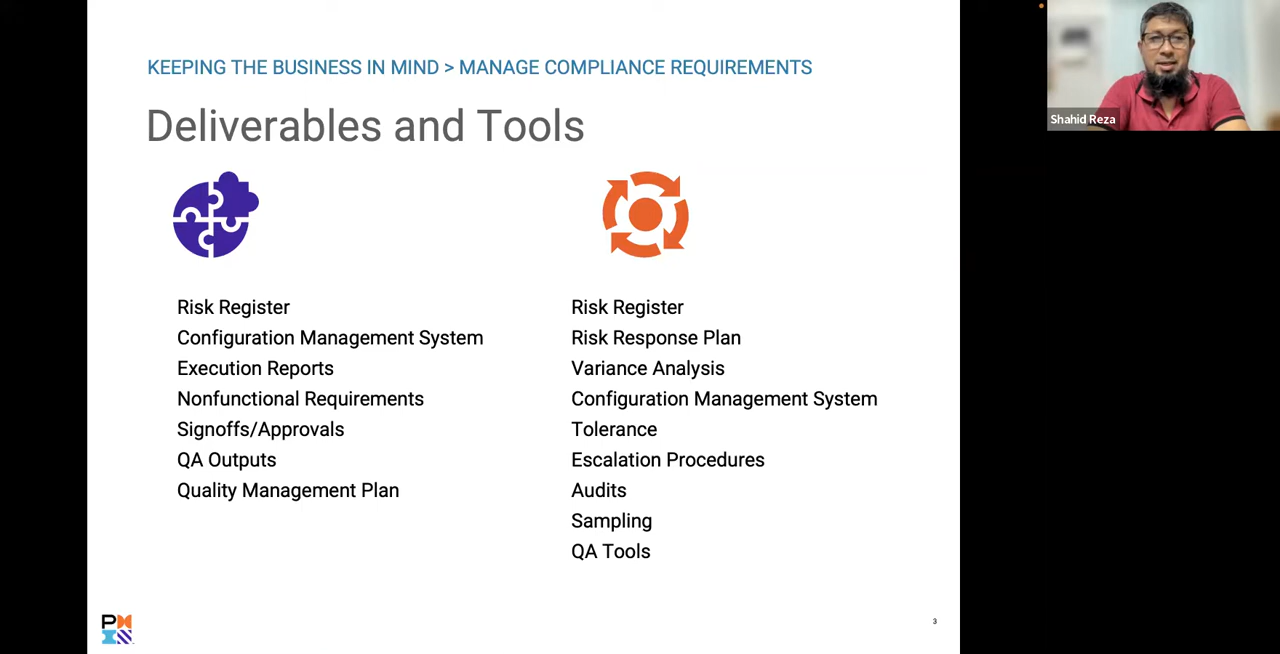 KEEPING THE BUSINESS IN MIND > MANAGE COMPLIANCE REQUIREMENTS
Deliverables and Tools
Risk Register
Configuration Management System
Execution Reports
Nonfunctional Requirements
Signoffs/Approvals
QA Outputs
Quality Management Plan
Risk Register
Risk Response Plan
Variance Analysis
Configuration Management System
Tolerance
Escalation Procedures
Audits
Sampling
QA Tools
3
Shahid Reza